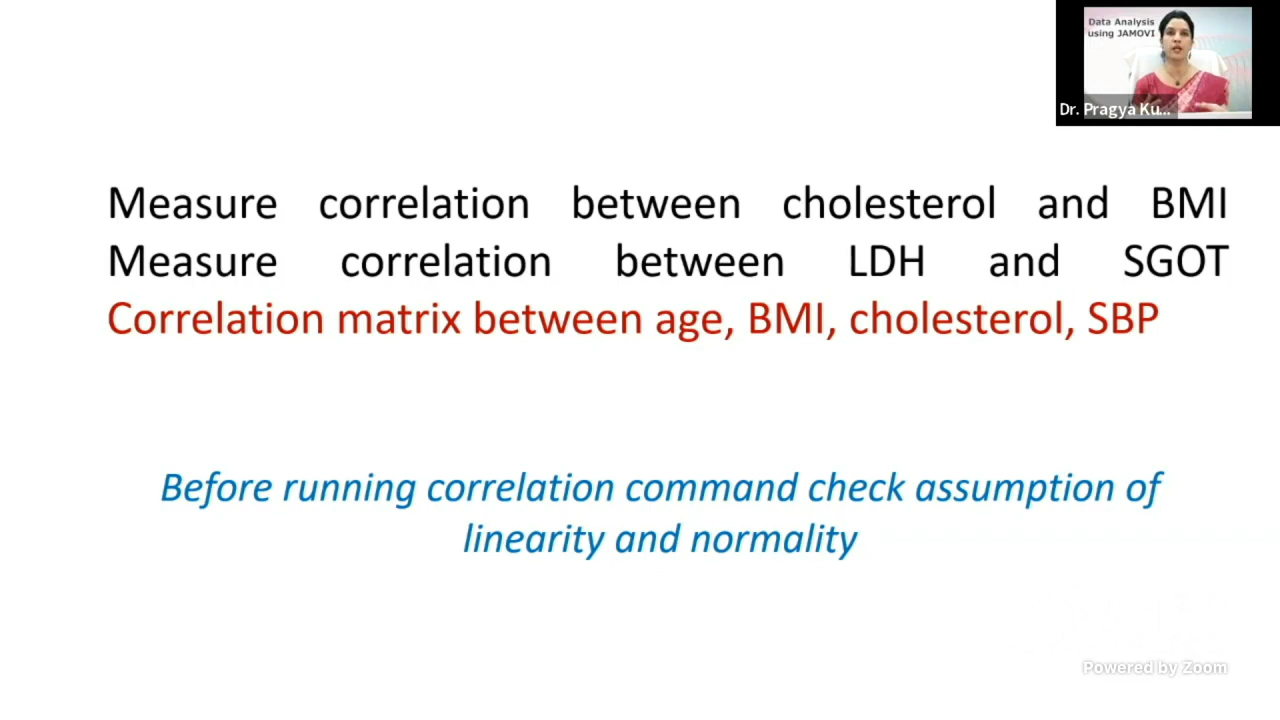 Data Analysis
using JAMOVI
Dr. Pragya Ku...
Measure correlation between cholesterol and BMI
Measure correlation between LDH and SGOT
Correlation matrix between age, BMI, cholesterol, SBP
Before running correlation command check assumption of
linearity and normality
Powered by Zoom